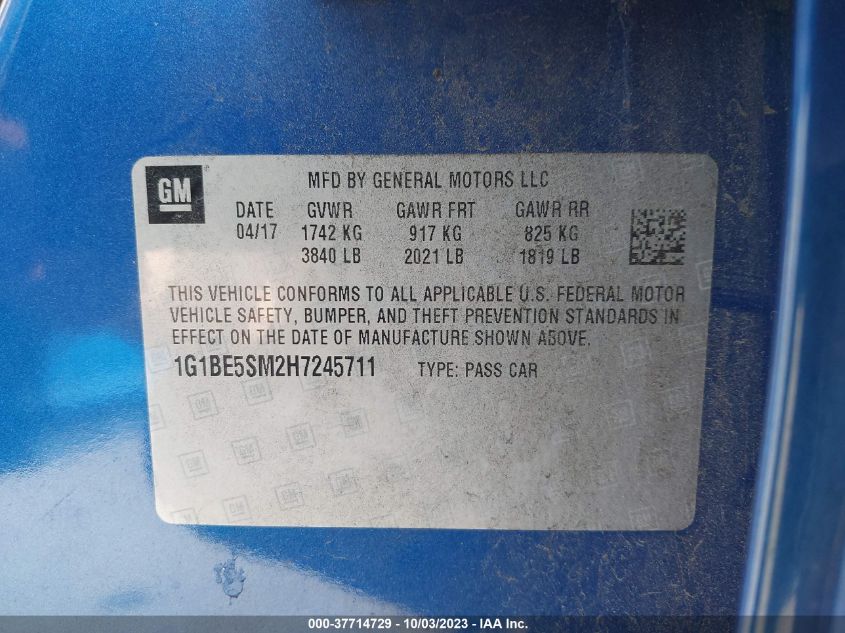 GM
MFD BY GENERAL MOTORS LLC
DATE GVWR GAWR FRT GAWR RR
04/17 1742 KG 917 KG 825 KG
3840 LB 2021 LB 1819 LB
THIS VEHICLE CONFORMS TO ALL APPLICABLE U.S. FEDERAL MOTOR
VEHICLE SAFETY, BUMPER, AND THEFT PREVENTION STANDARDS IN
EFFECT ON THE DATE OF MANUFACTURE SHOWN ABOVE.
1G1BE5SM2H7245711 TYPE: PASS CAR
000-37714729 - 10/03/2023 - IAA Inc.